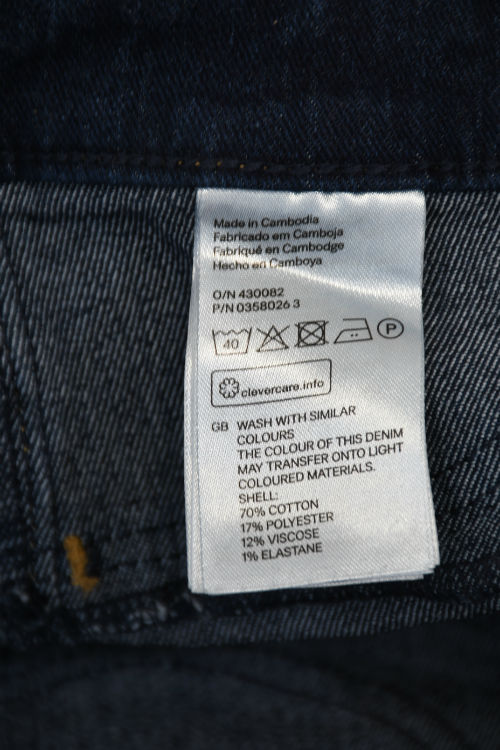 Made in Cambodia
Fabricado em Camboja
Fabriqué en Cambodge
Hecho en Camboya
O/N 430082
P/N 0358026 3
40 P
clevercare.info
GB WASH WITH SIMILAR
COLOURS
THE COLOUR OF THIS DENIM
MAY TRANSFER ONTO LIGHT
COLOURED MATERIALS.
SHELL:
70% COTTON
17% POLYESTER
12% VISCOSE
1% ELASTANE